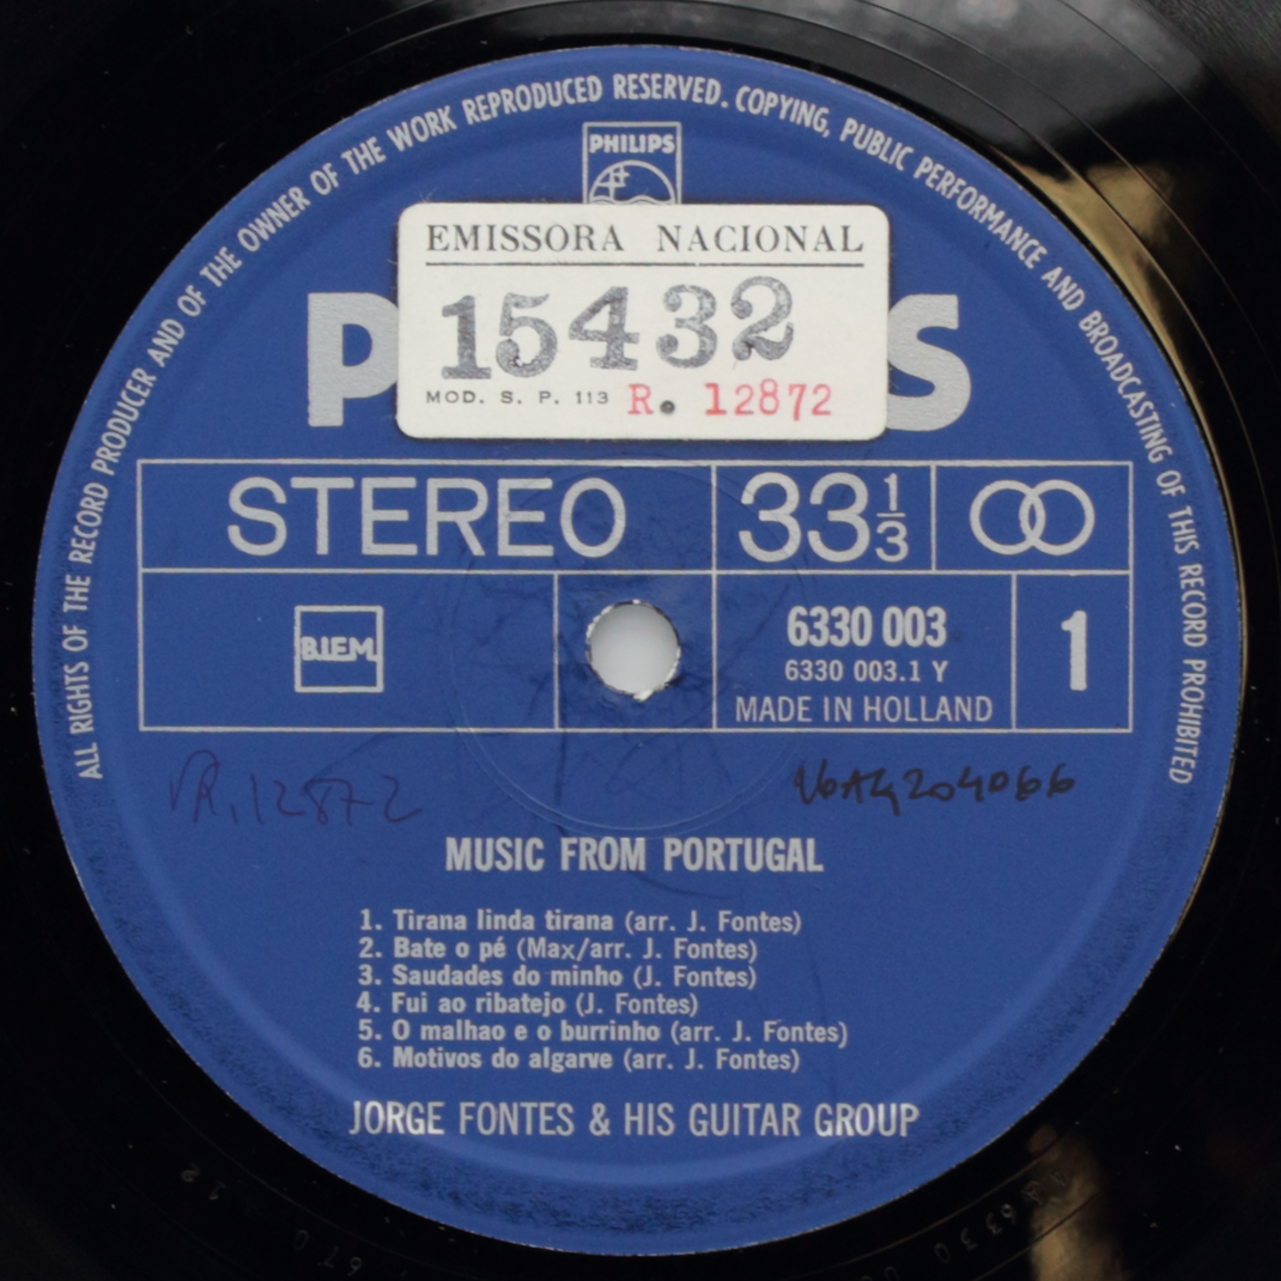 ALL RIGHTS OF THE RECORD PRODUCER AND OF THE OWNER OF THE WORK REPRODUCED RESERVED. COPYING, PUBLIC PERFORMANCE AND BROADCASTING OF THIS RECORD PROHIBITED
PHILIPS
EMISSORA NACIONAL
15432
MOD. S. P. 113 R. 12872
P S
STEREO 33 1/3
B.I.E.M. 6330 003 1
6330 003.1 Y
MADE IN HOLLAND
R. 12872
MUSIC FROM PORTUGAL
1. Tirana linda tirana (arr. J. Fontes)
2. Bate o pé (Max/arr. J. Fontes)
3. Saudades do minho (J. Fontes)
4. Fui ao ribatejo (J. Fontes)
5. O malhao e o burrinho (arr. J. Fontes)
6. Motivos do algarve (arr. J. Fontes)
JORGE FONTES & HIS GUITAR GROUP